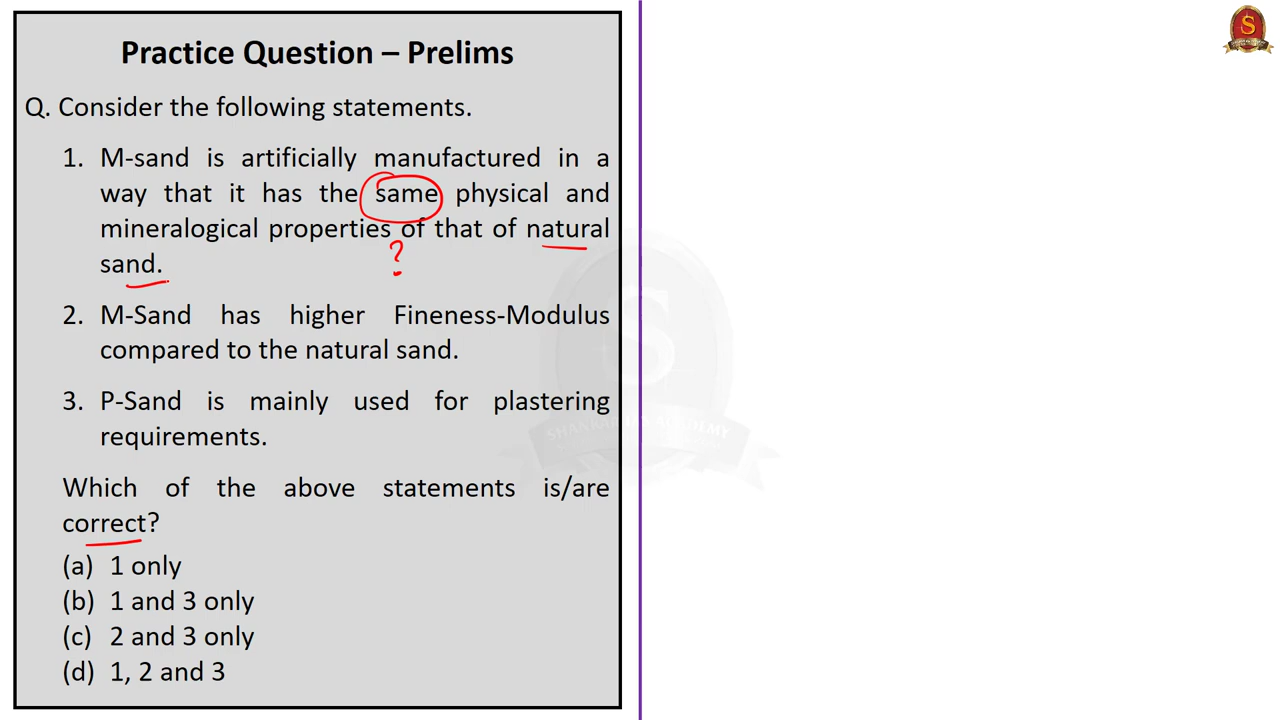 Practice Question – Prelims
Q. Consider the following statements.
1. M-sand is artificially manufactured in a
way that it has the same physical and
mineralogical properties of that of natural
sand.
?
2. M-Sand has higher Fineness-Modulus
compared to the natural sand.
3. P-Sand is mainly used for plastering
requirements.
Which of the above statements is/are
correct?
(a) 1 only
(b) 1 and 3 only
(c) 2 and 3 only
(d) 1, 2 and 3
S
S